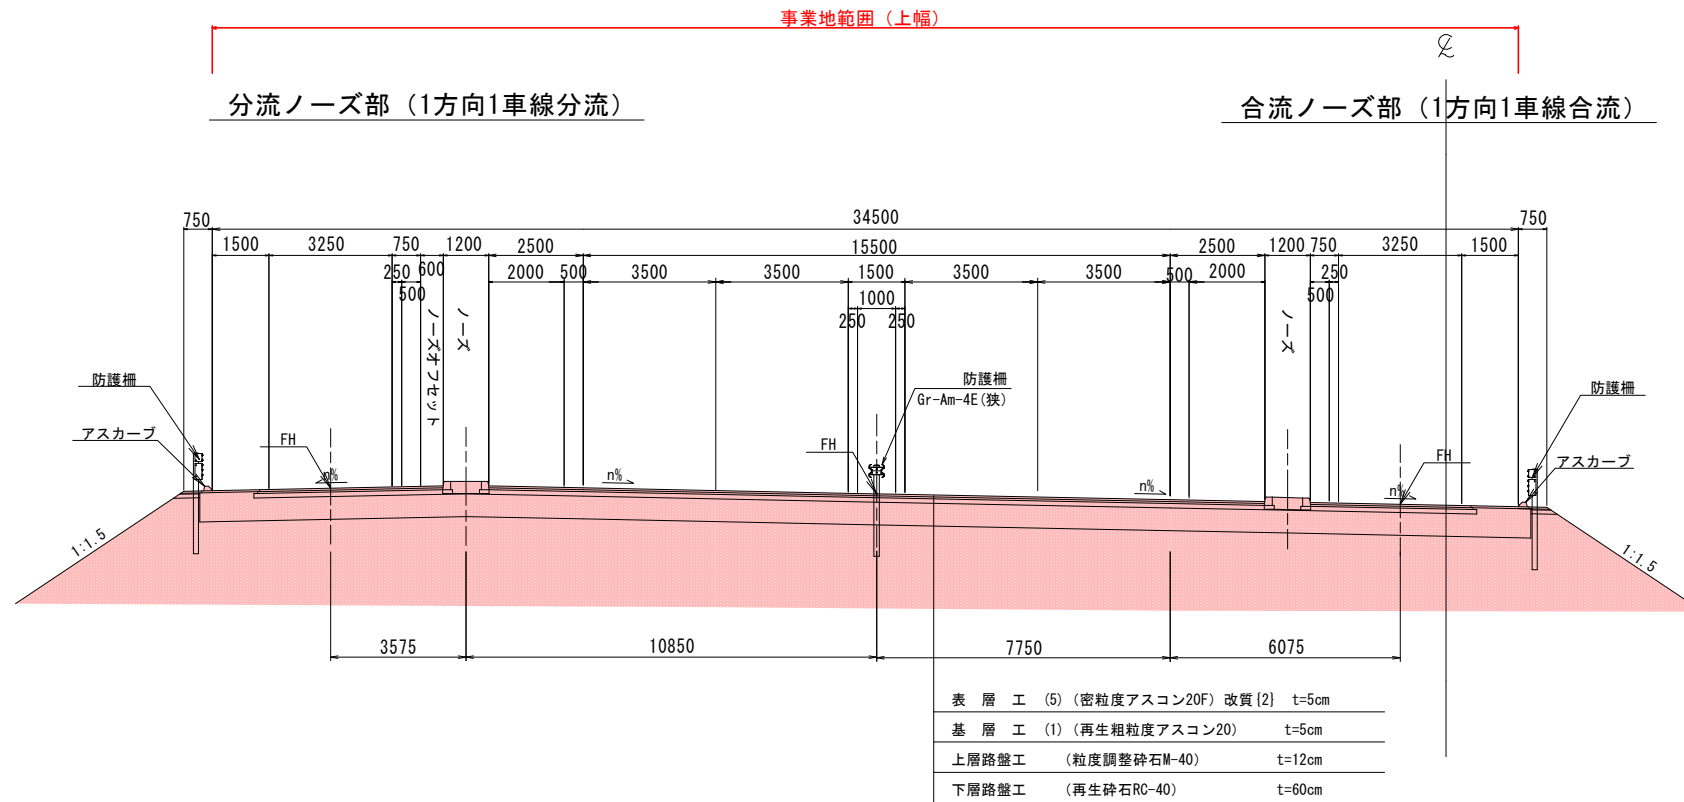 事業地範囲（上幅）
℄
分流ノーズ部（1方向1車線分流）
合流ノーズ部（1方向1車線合流）
750
34500
750
1500
3250
750
1200
2500
15500
2500
1200
750
3250
1500
250
600
2000
500
3500
3500
1500
3500
3500
500
2000
250
500
1000
500
250
250
ノーズオフセット
ノーズ
ノーズ
防護柵
防護柵
Gr-Am-4E(狭)
防護柵
アスカーブ
FH
FH
FH
アスカーブ
n%
n%
n%
n%
1:1.5
1:1.5
3575
10850
7750
6075
表層工 (5)（密粒度アスコン20F）改質{2} t=5cm
基層工 (1)（再生粗粒度アスコン20） t=5cm
上層路盤工 （粒度調整砕石M-40） t=12cm
下層路盤工 （再生砕石RC-40） t=60cm